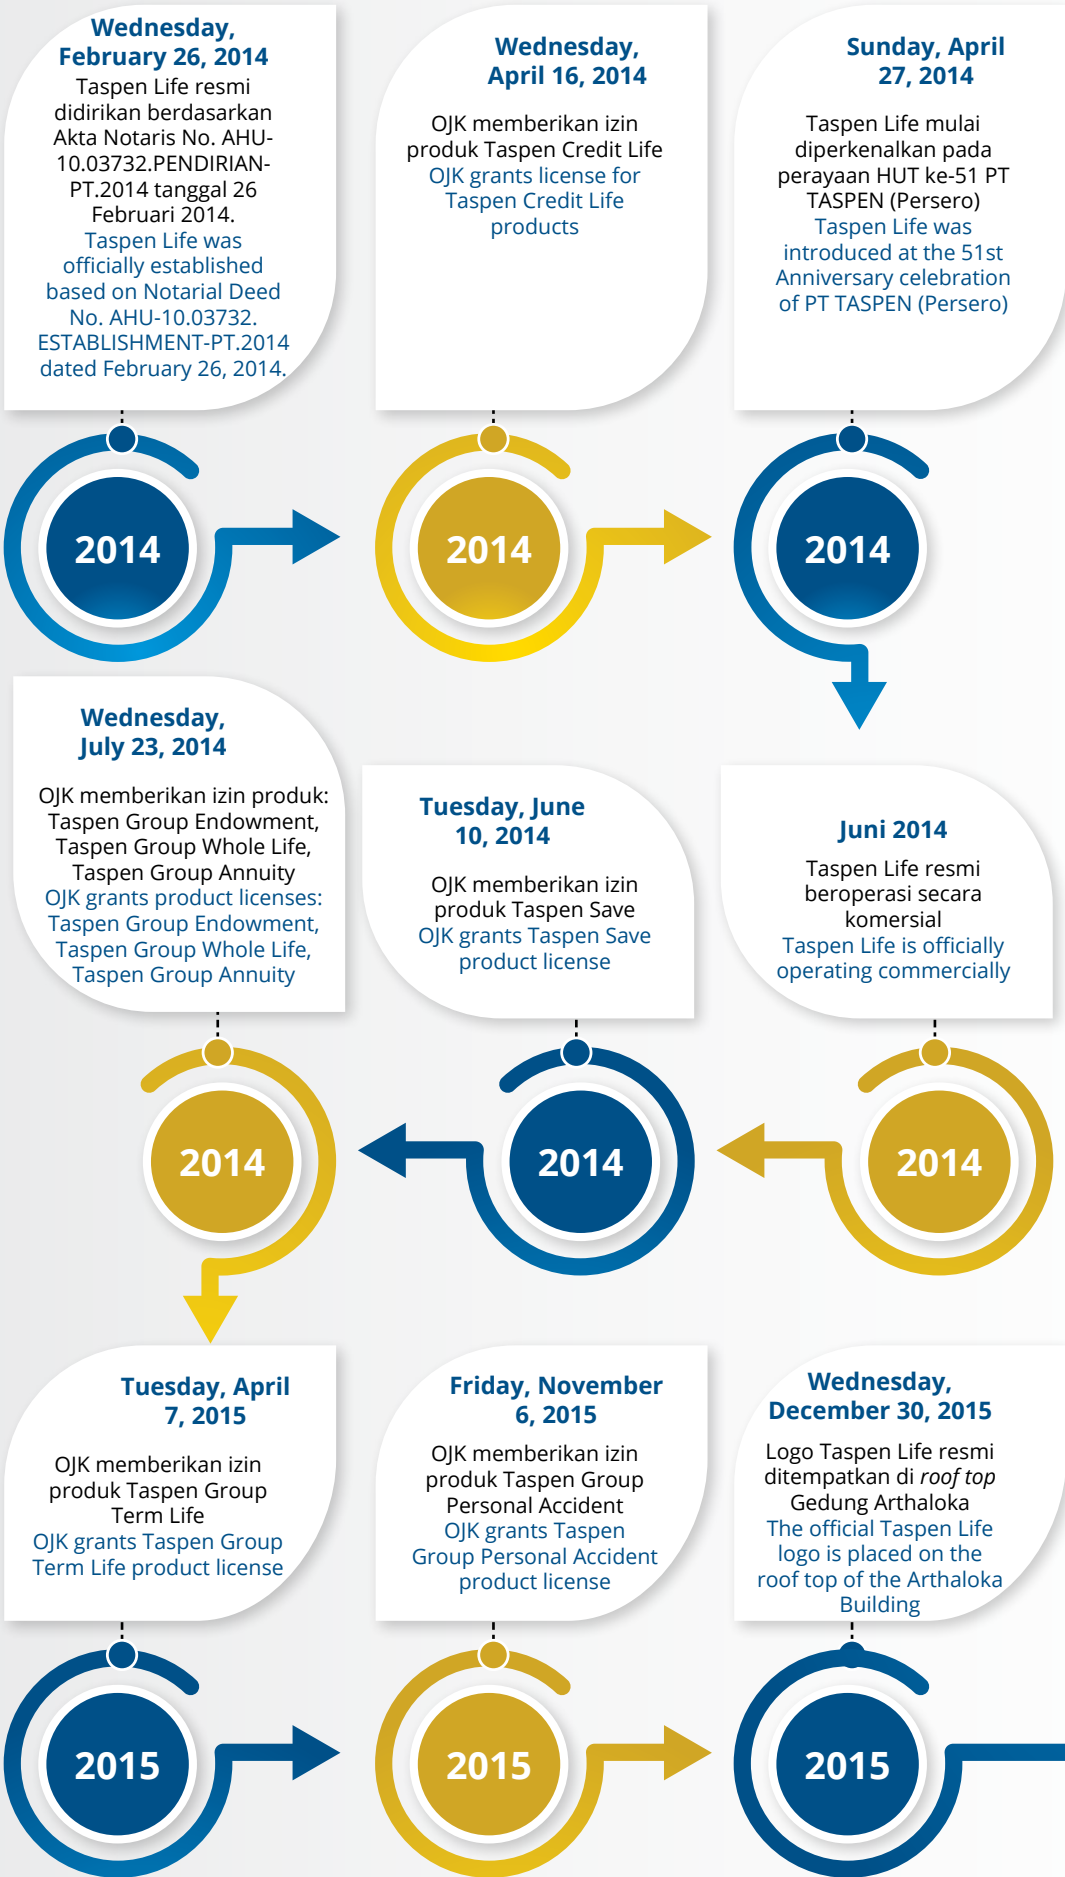 Wednesday,
February 26, 2014
Taspen Life resmi
didirikan berdasarkan
Akta Notaris No. AHU-
10.03732.PENDIRIAN-
PT.2014 tanggal 26
Februari 2014.
Taspen Life was
officially established
based on Notarial Deed
No. AHU-10.03732.
ESTABLISHMENT-PT.2014
dated February 26, 2014.
2014
Wednesday,
April 16, 2014
OJK memberikan izin
produk Taspen Credit Life
OJK grants license for
Taspen Credit Life
products
2014
Sunday, April
27, 2014
Taspen Life mulai
diperkenalkan pada
perayaan HUT ke-51 PT
TASPEN (Persero)
Taspen Life was
introduced at the 51st
Anniversary celebration
of PT TASPEN (Persero)
2014
Juni 2014
Taspen Life resmi
beroperasi secara
komersial
Taspen Life is officially
operating commercially
2014
Tuesday, June
10, 2014
OJK memberikan izin
produk Taspen Save
OJK grants Taspen Save
product license
2014
Wednesday,
July 23, 2014
OJK memberikan izin produk:
Taspen Group Endowment,
Taspen Group Whole Life,
Taspen Group Annuity
OJK grants product licenses:
Taspen Group Endowment,
Taspen Group Whole Life,
Taspen Group Annuity
2014
Tuesday, April
7, 2015
OJK memberikan izin
produk Taspen Group
Term Life
OJK grants Taspen Group
Term Life product license
2015
Friday, November
6, 2015
OJK memberikan izin
produk Taspen Group
Personal Accident
OJK grants Taspen
Group Personal Accident
product license
2015
Wednesday,
December 30, 2015
Logo Taspen Life resmi
ditempatkan di roof top
Gedung Arthaloka
The official Taspen Life
logo is placed on the
roof top of the Arthaloka
Building
2015